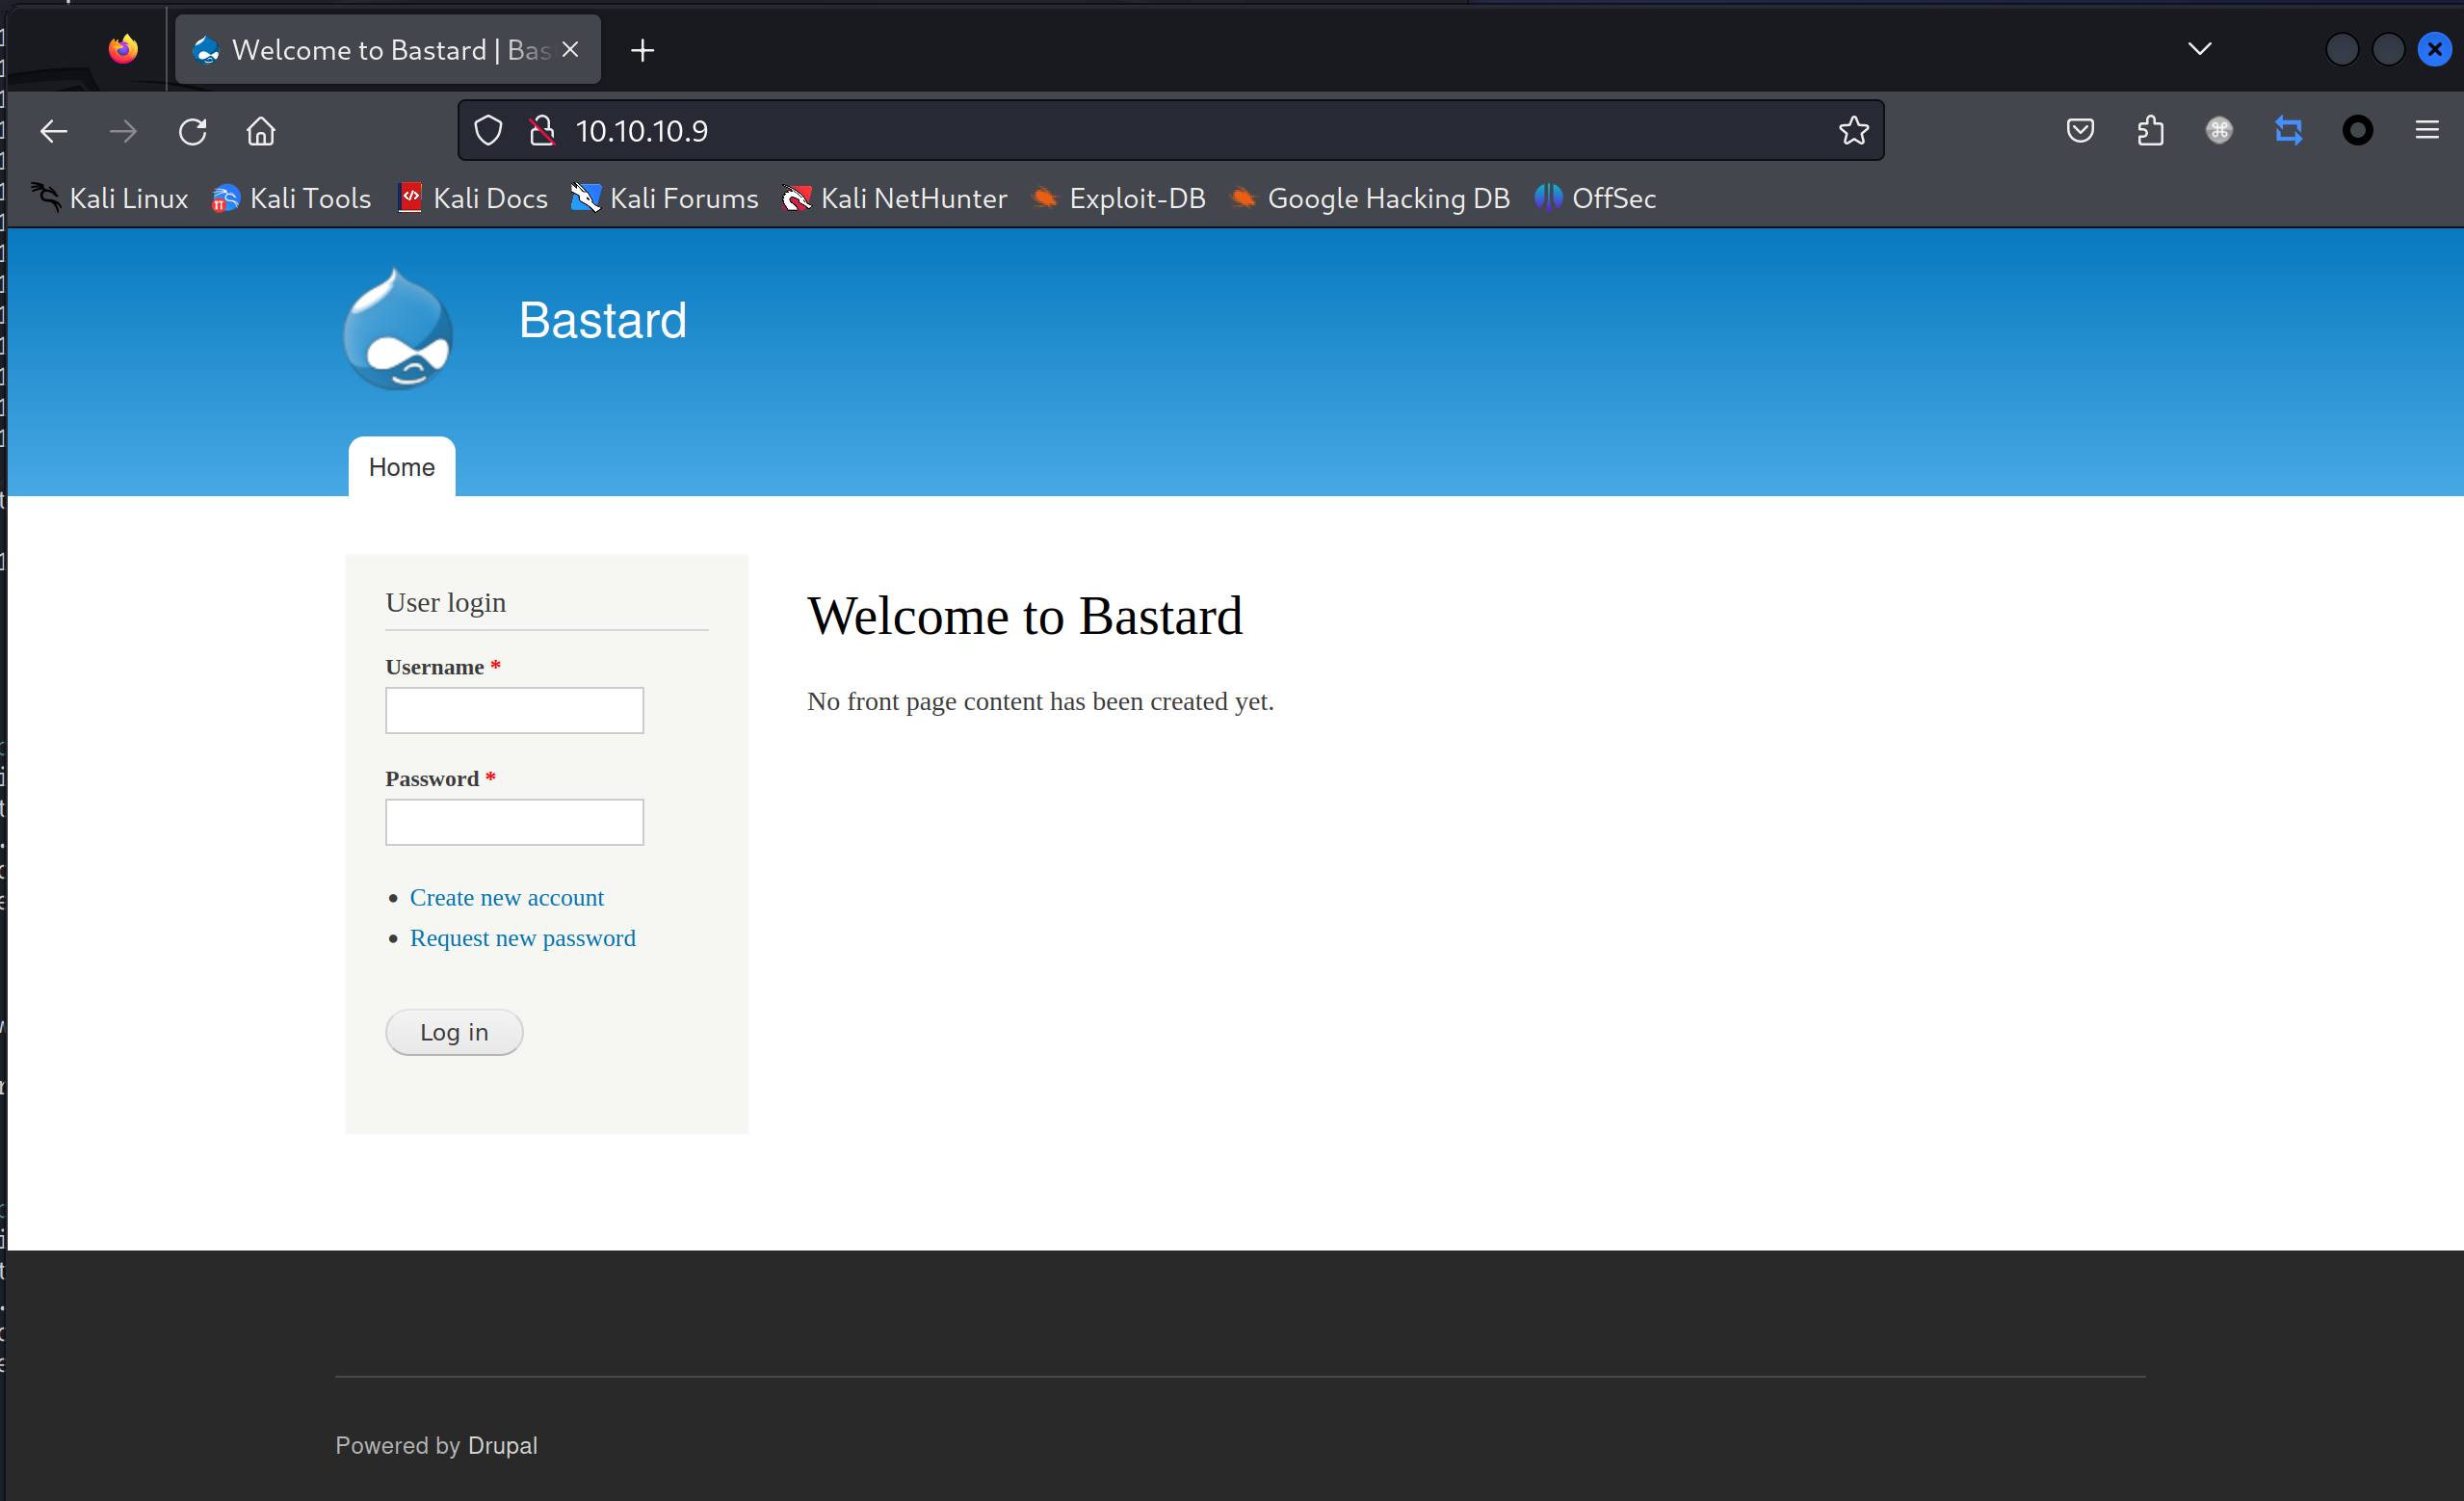 Welcome to Bastard | Bas
10.10.10.9
Kali Linux Kali Tools Kali Docs Kali Forums Kali NetHunter Exploit-DB Google Hacking DB OffSec
Bastard
Home
User login
Username *
Password *
Create new account
Request new password
Log in
Welcome to Bastard
No front page content has been created yet.
Powered by Drupal